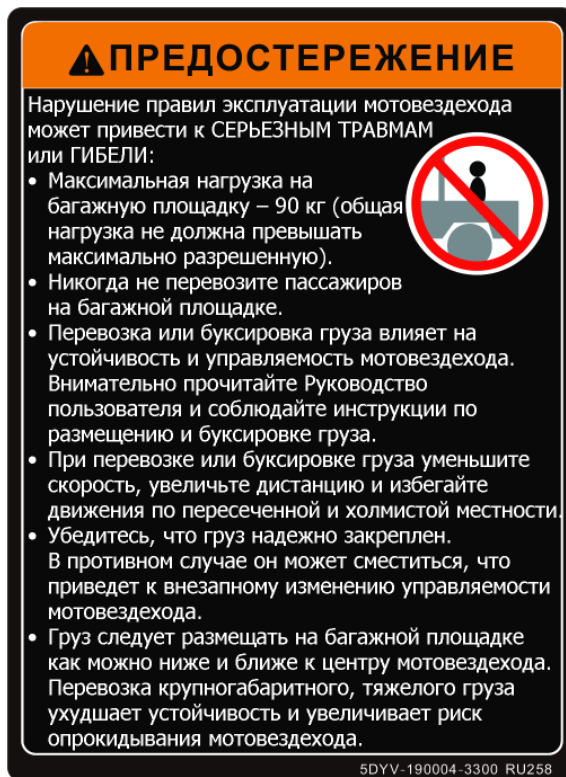 ПРЕДОСТЕРЕЖЕНИЕ
Нарушение правил эксплуатации мотовездехода
может привести к СЕРЬЕЗНЫМ ТРАВМАМ
или ГИБЕЛИ:
• Максимальная нагрузка на
багажную площадку – 90 кг (общая
нагрузка не должна превышать
максимально разрешенную).
• Никогда не перевозите пассажиров
на багажной площадке.
• Перевозка или буксировка груза влияет на
устойчивость и управляемость мотовездехода.
Внимательно прочитайте Руководство
пользователя и соблюдайте инструкции по
размещению и буксировке груза.
• При перевозке или буксировке груза уменьшите
скорость, увеличьте дистанцию и избегайте
движения по пересеченной и холмистой местности.
• Убедитесь, что груз надежно закреплен.
В противном случае он может сместиться, что
приведет к внезапному изменению управляемости
мотовездехода.
• Груз следует размещать на багажной площадке
как можно ниже и ближе к центру мотовездехода.
Перевозка крупногабаритного, тяжелого груза
ухудшает устойчивость и увеличивает риск
опрокидывания мотовездехода.
5DYV-190004-3300 RU258